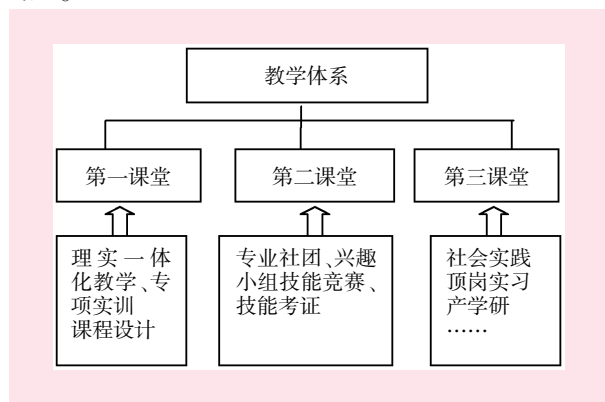 教学体系
第一课堂
第二课堂
第三课堂
理实一体
化教学、专
项实训
课程设计
专业社团、兴趣
小组技能竞赛、
技能考证
社会实践
顶岗实习
产学研
……